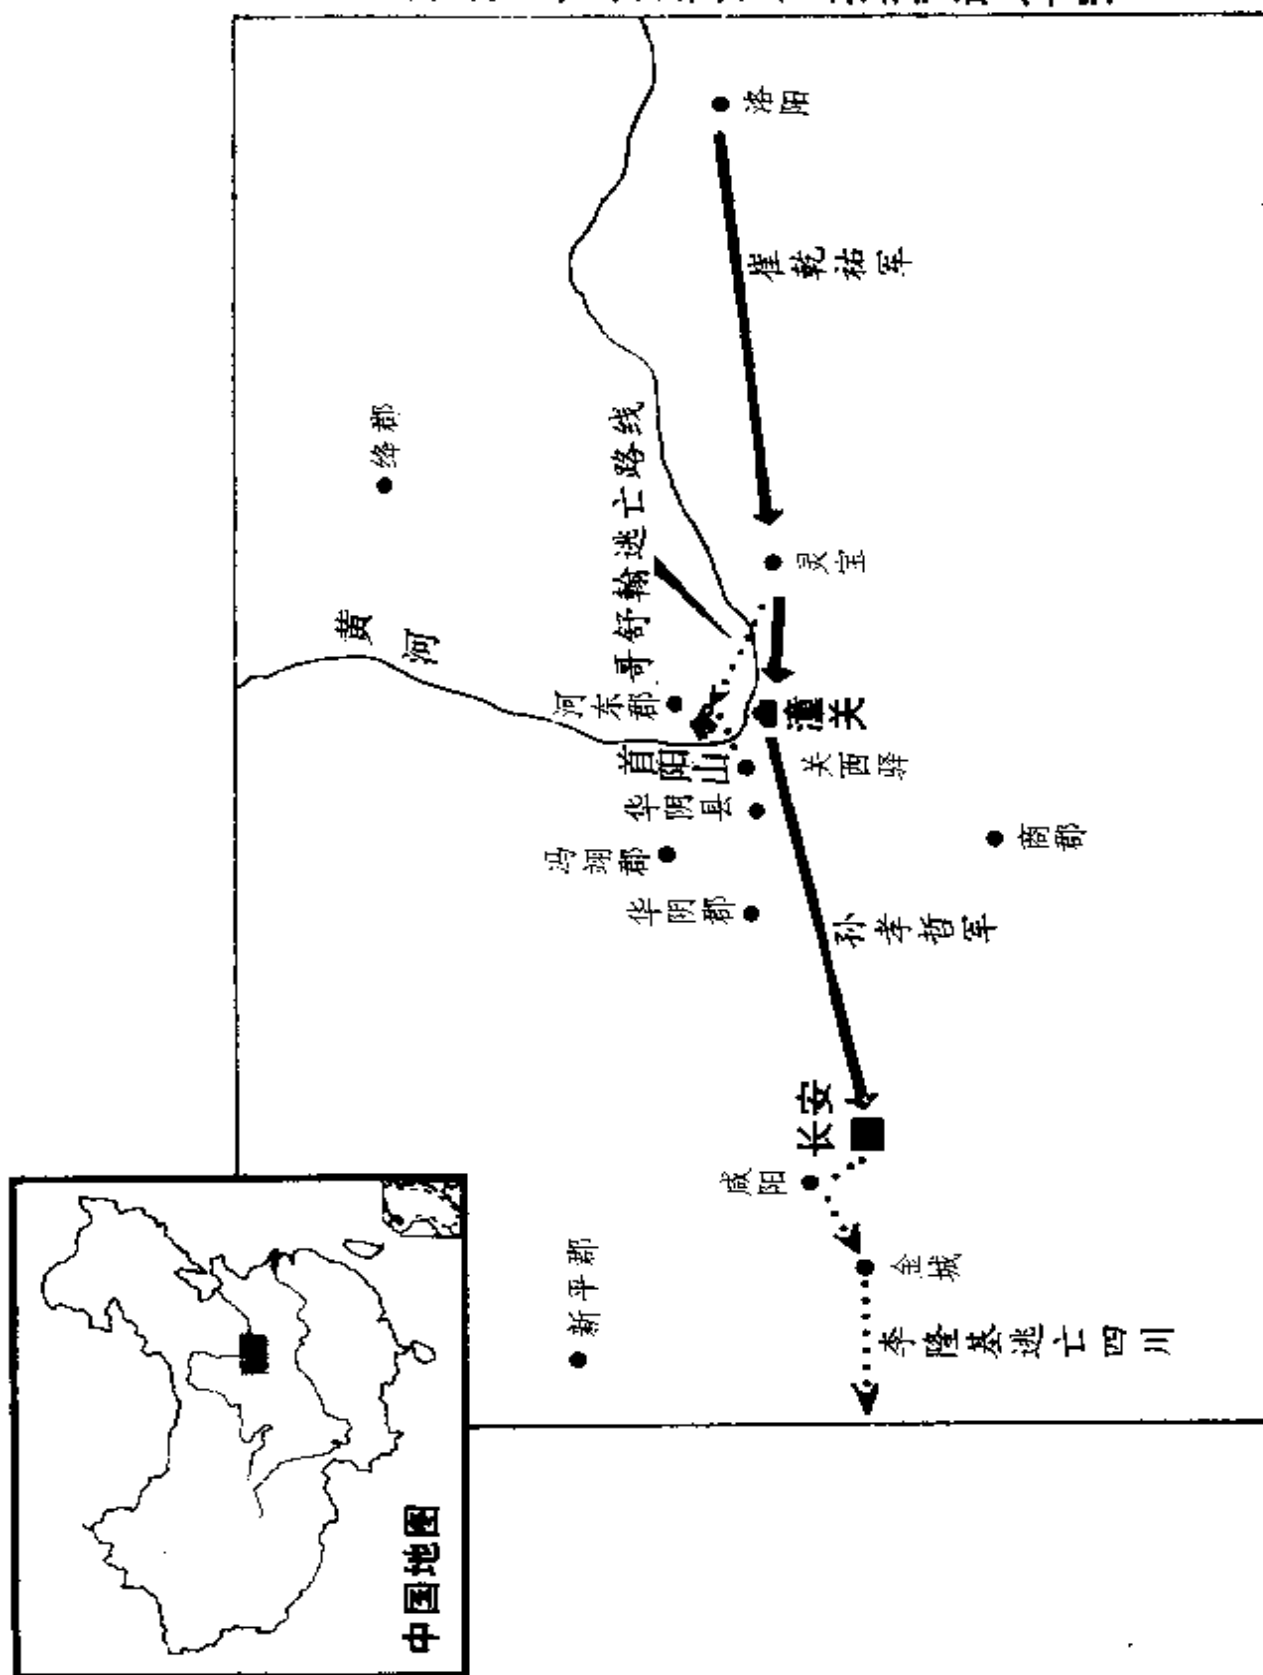 洛阳
崔乾祐军
绛郡
哥舒翰逃亡路线
灵宝
黄河
河东郡
潼关
首阳山
关西驿
华阴县
冯翊郡
商郡
华阴郡
孙孝哲军
长安
咸阳
金城
新平郡
李隆基逃亡四川
中国地图